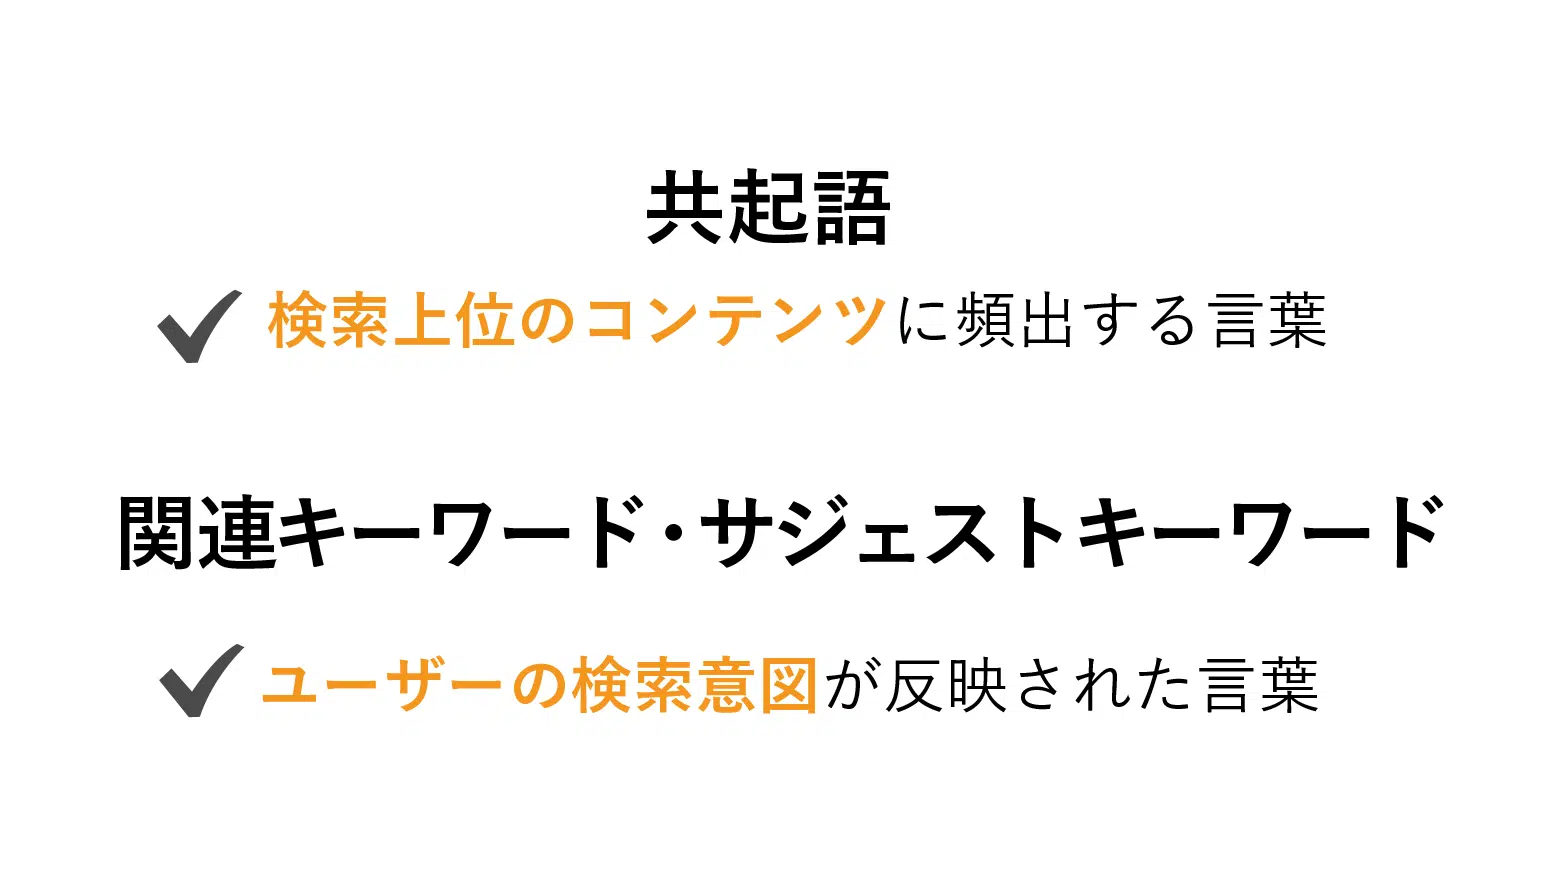 共起語
検索上位のコンテンツに頻出する言葉
関連キーワード・サジェストキーワード
ユーザーの検索意図が反映された言葉